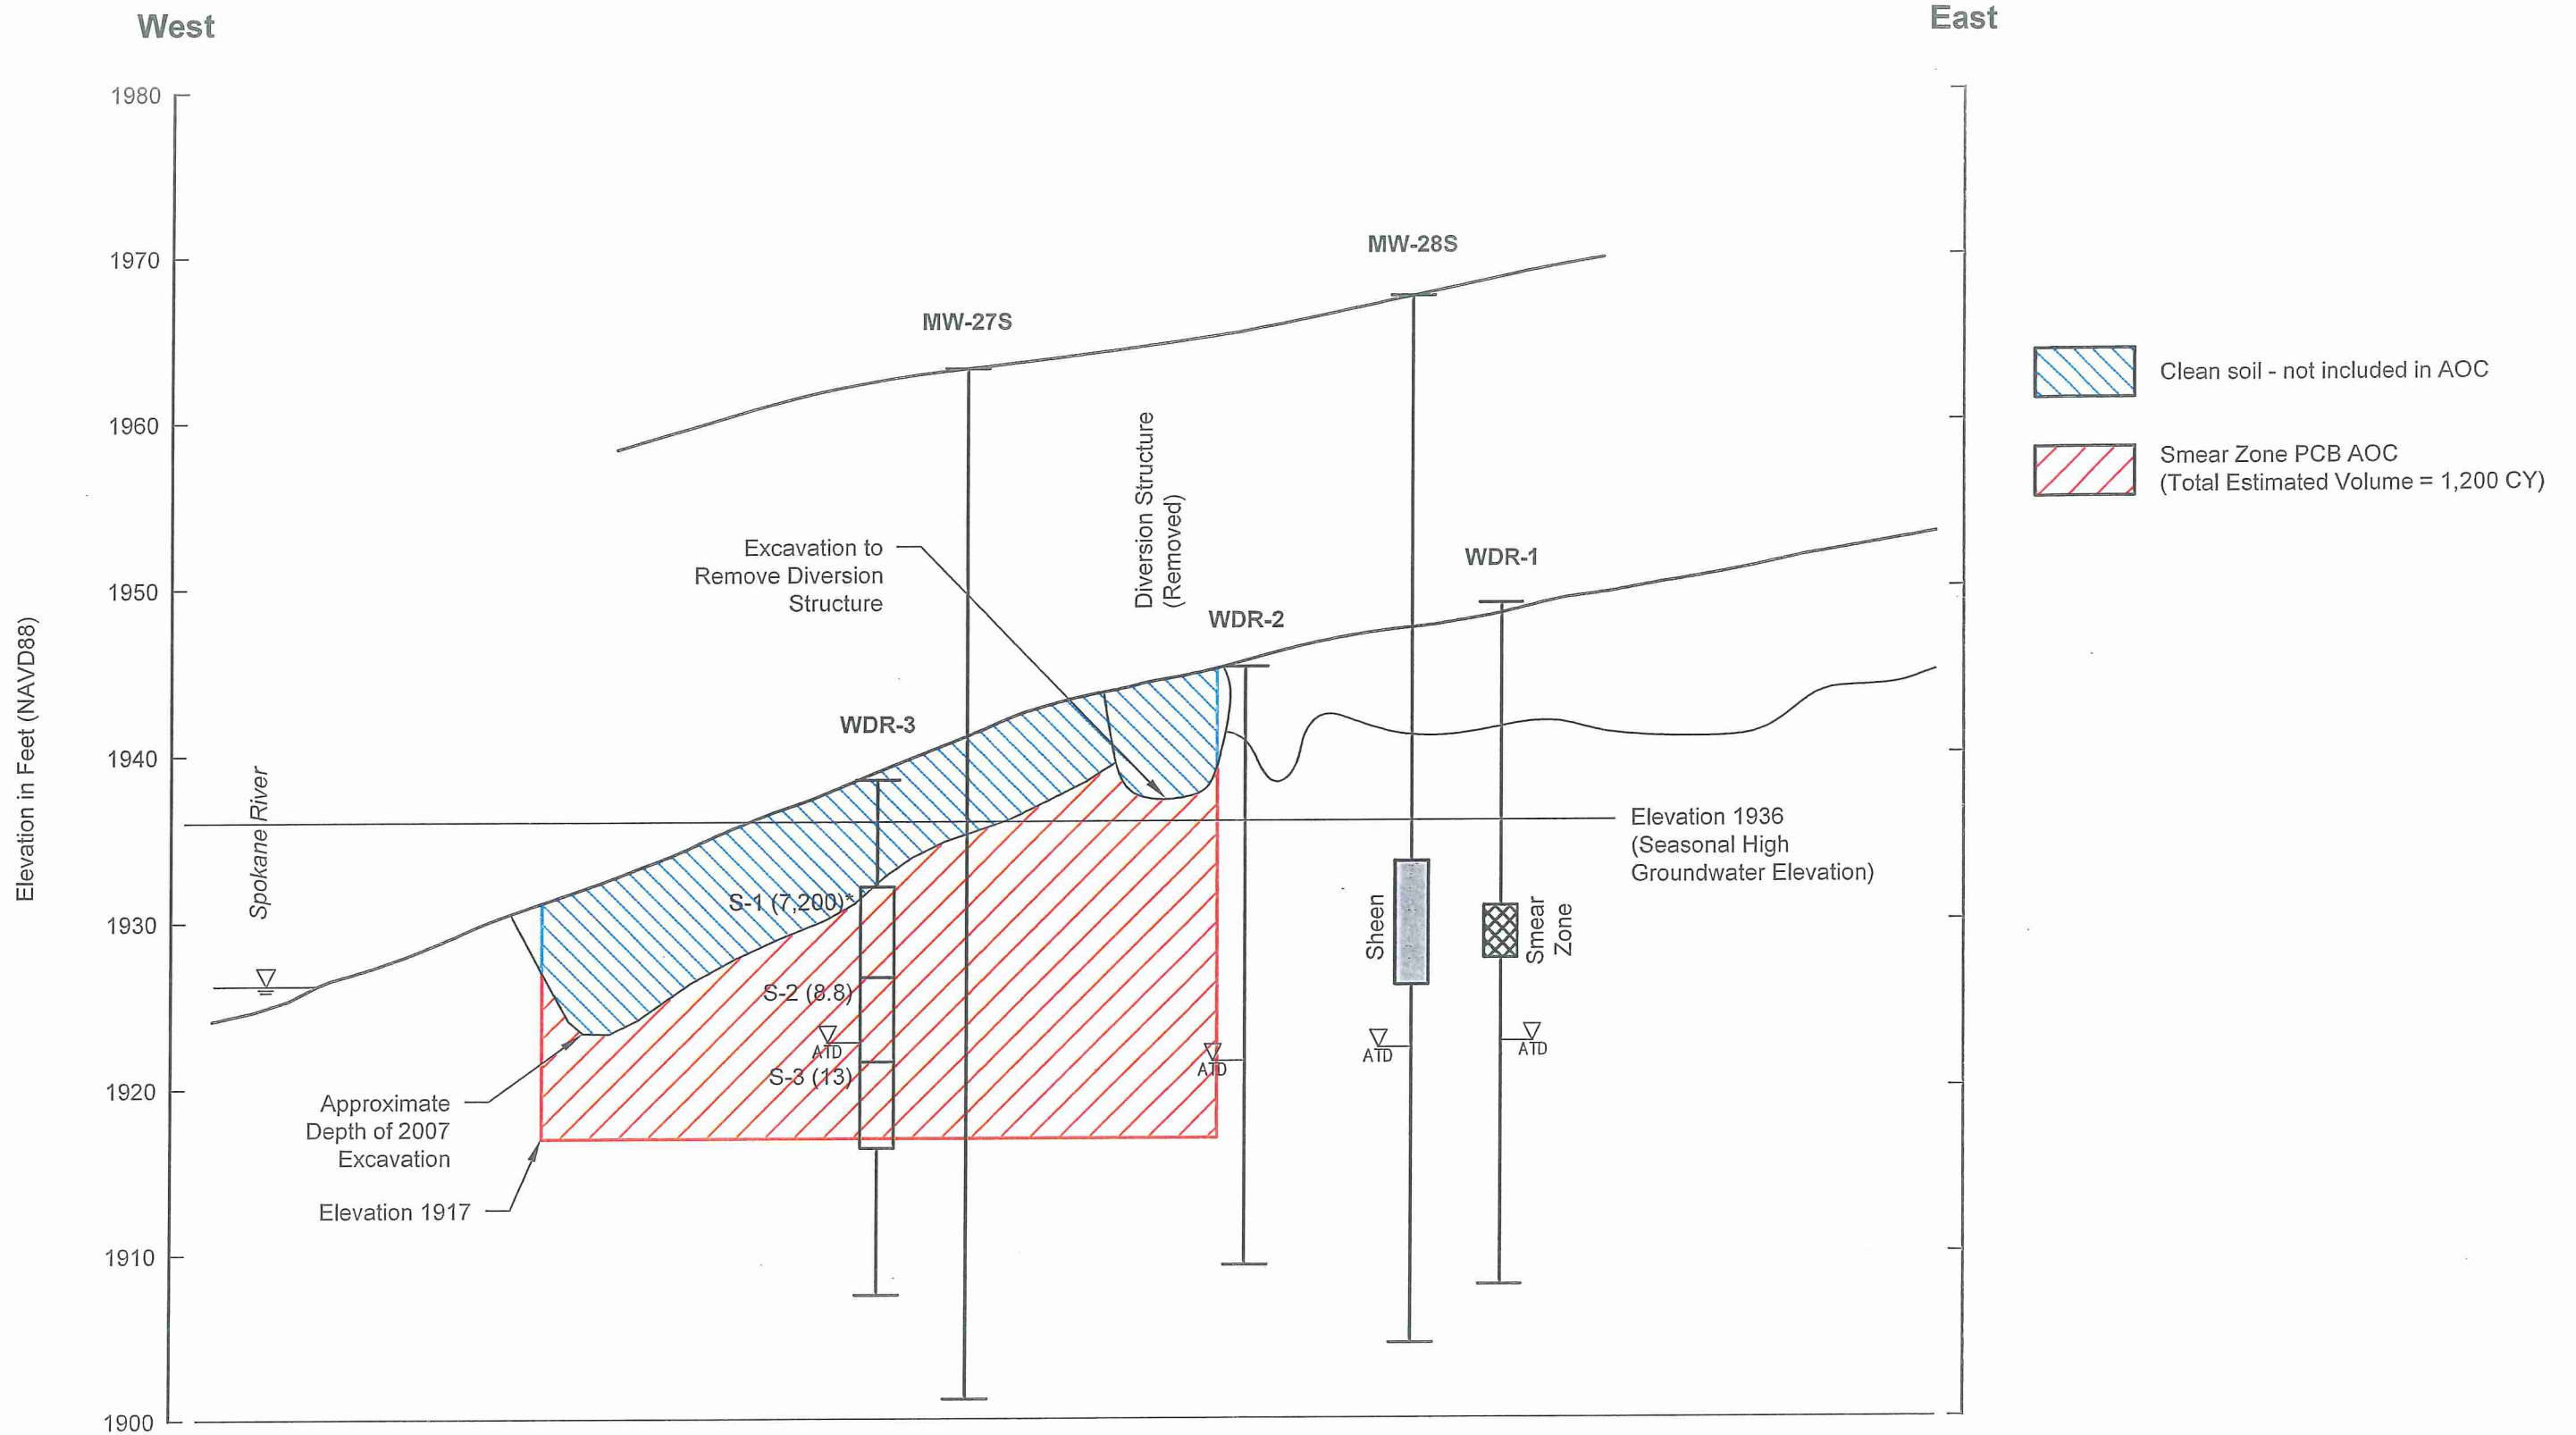 West
East
1980
1970
1960
1950
1940
1930
1920
1910
1900
Elevation in Feet (NAVD88)
Spokane River
MW-27S
MW-28S
WDR-1
WDR-2
WDR-3
Diversion Structure
(Removed)
Excavation to
Remove Diversion
Structure
S-1 (7,200)*
S-2 (8.8)
ATD
S-3 (13)
ATD
Sheen
ATD
Smear
Zone
ATD
Elevation 1936
(Seasonal High
Groundwater Elevation)
Approximate
Depth of 2007
Excavation
Elevation 1917
Clean soil - not included in AOC
Smear Zone PCB AOC
(Total Estimated Volume = 1,200 CY)